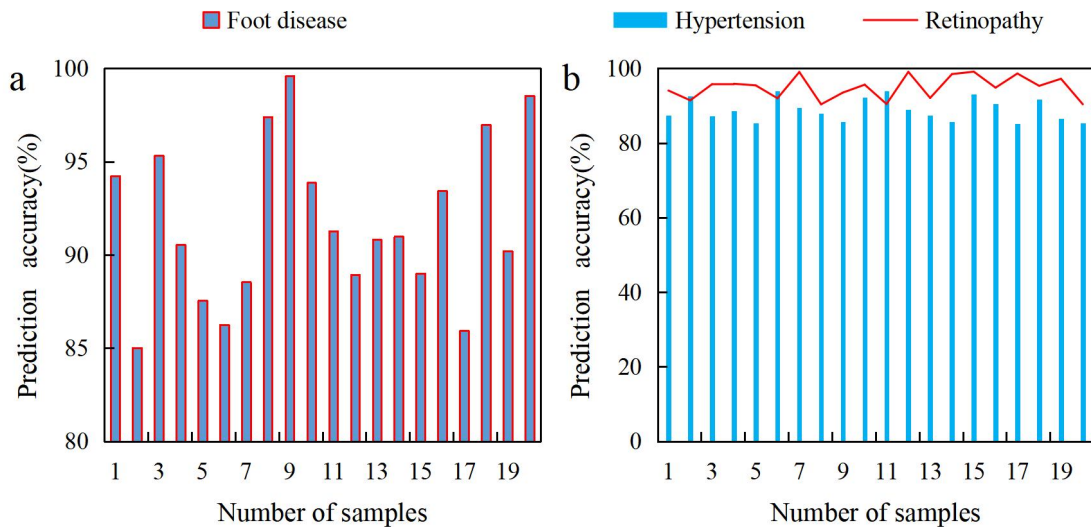 Foot disease
Hypertension
Retinopathy
a
100
95
90
85
80
Prediction accuracy(%)
1 3 5 7 9 11 13 15 17 19
Number of samples
b
100
80
60
40
20
0
Prediction accuracy(%)
1 3 5 7 9 11 13 15 17 19
Number of samples